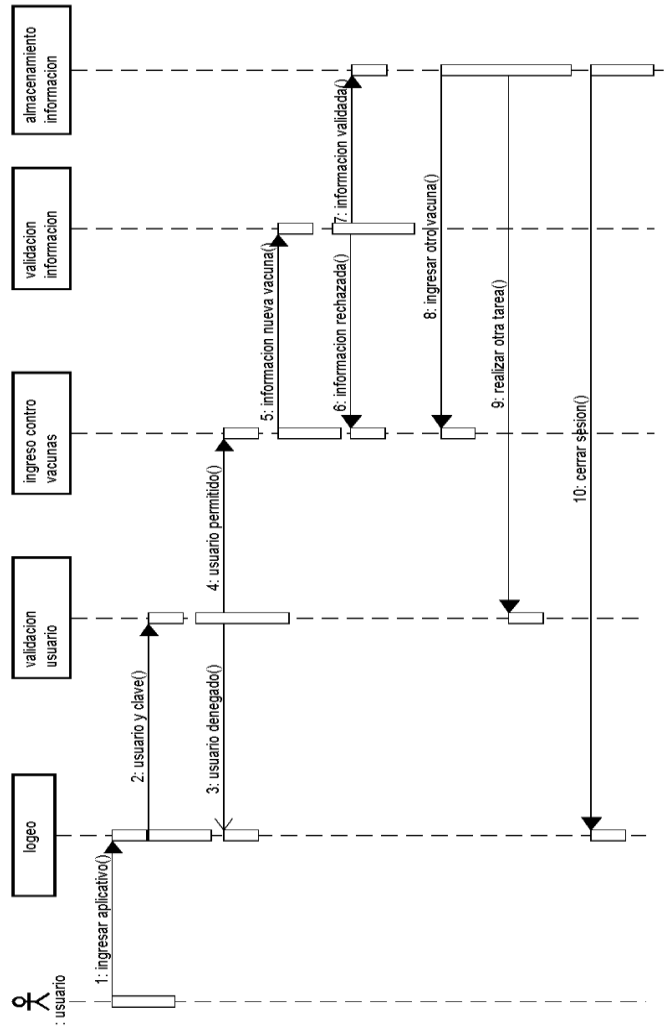 : usuario
logeo
validacion
usuario
ingreso contro
vacunas
validacion
informacion
almacenamiento
informacion
1: ingresar aplicativo()
2: usuario y clave()
3: usuario denegado()
4: usuario permitido()
5: informacion nueva vacuna()
6: informacion rechazada()
7: informacion validada()
8: ingresar otro vacuna()
9: realizar otra tarea()
10: cerrar sesion()